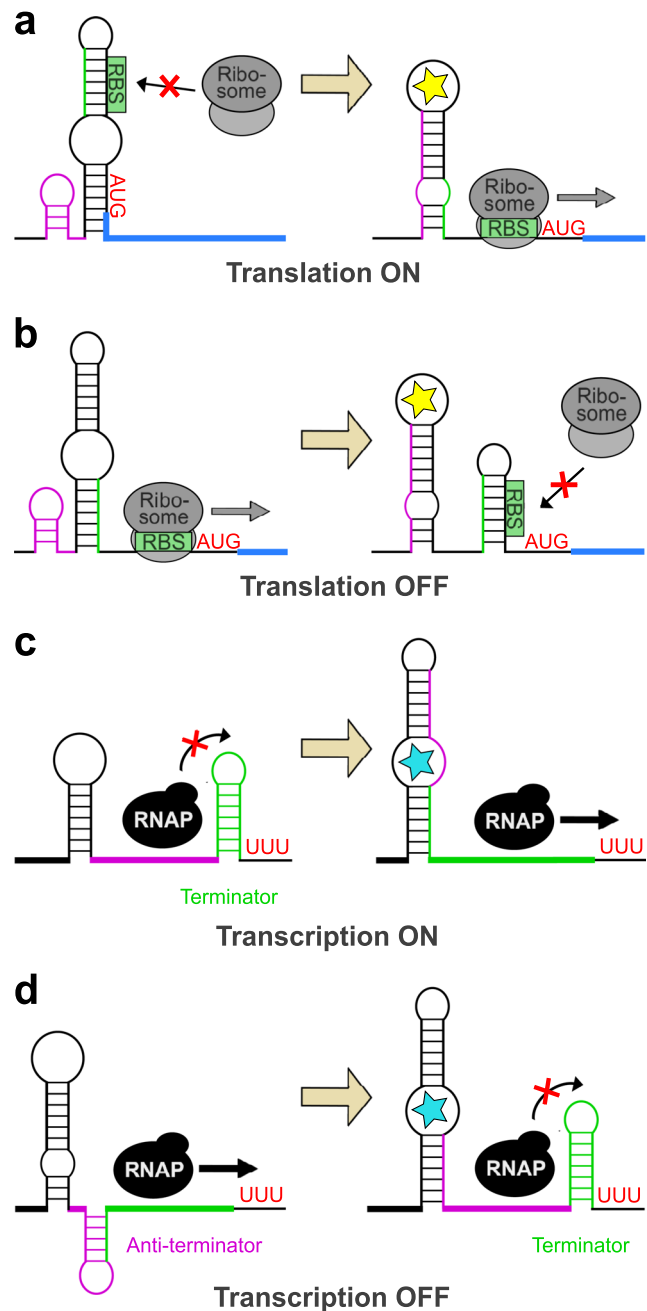 a
RBS
Ribo-
some
AUG
Ribo-
some
RBS
AUG
Translation ON
b
Ribo-
some
RBS
AUG
Ribo-
some
RBS
AUG
Translation OFF
c
RNAP
UUU
Terminator
RNAP
UUU
Transcription ON
d
RNAP
UUU
Anti-terminator
RNAP
UUU
Terminator
Transcription OFF